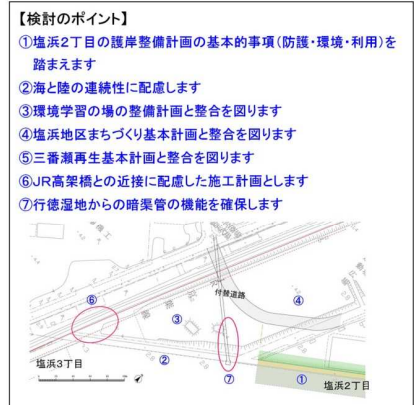 【検討のポイント】
①塩浜２丁目の護岸整備計画の基本的事項(防護・環境・利用)を
踏まえます
②海と陸の連続性に配慮します
③環境学習の場の整備計画と整合を図ります
④塩浜地区まちづくり基本計画と整合を図ります
⑤三番瀬再生基本計画と整合を図ります
⑥JR高架橋との近接に配慮した施工計画とします
⑦行徳湿地からの暗渠管の機能を確保します
付替道路
⑥
③
④
②
塩浜3丁目
⑦
①
塩浜2丁目